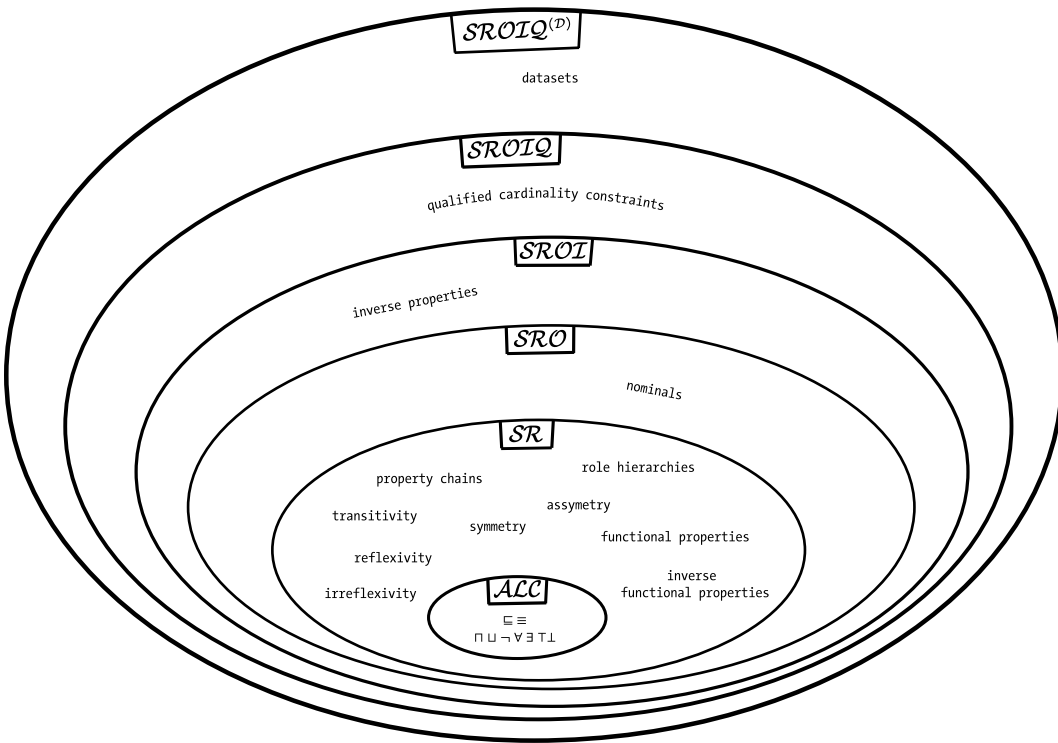 𝒮ℛ𝒪ℐ𝒬(𝒟)
datasets
𝒮ℛ𝒪ℐ𝒬
qualified cardinality constraints
𝒮ℛ𝒪ℐ
inverse properties
𝒮ℛ𝒪
nominals
𝒮ℛ
role hierarchies
property chains
assymetry
transitivity
symmetry
functional properties
reflexivity
inverse
functional properties
irreflexivity
𝒜ℒ𝒞
⊑ ≡
⊓ ⊔ ¬ ∀ ∃ ⊤ ⊥